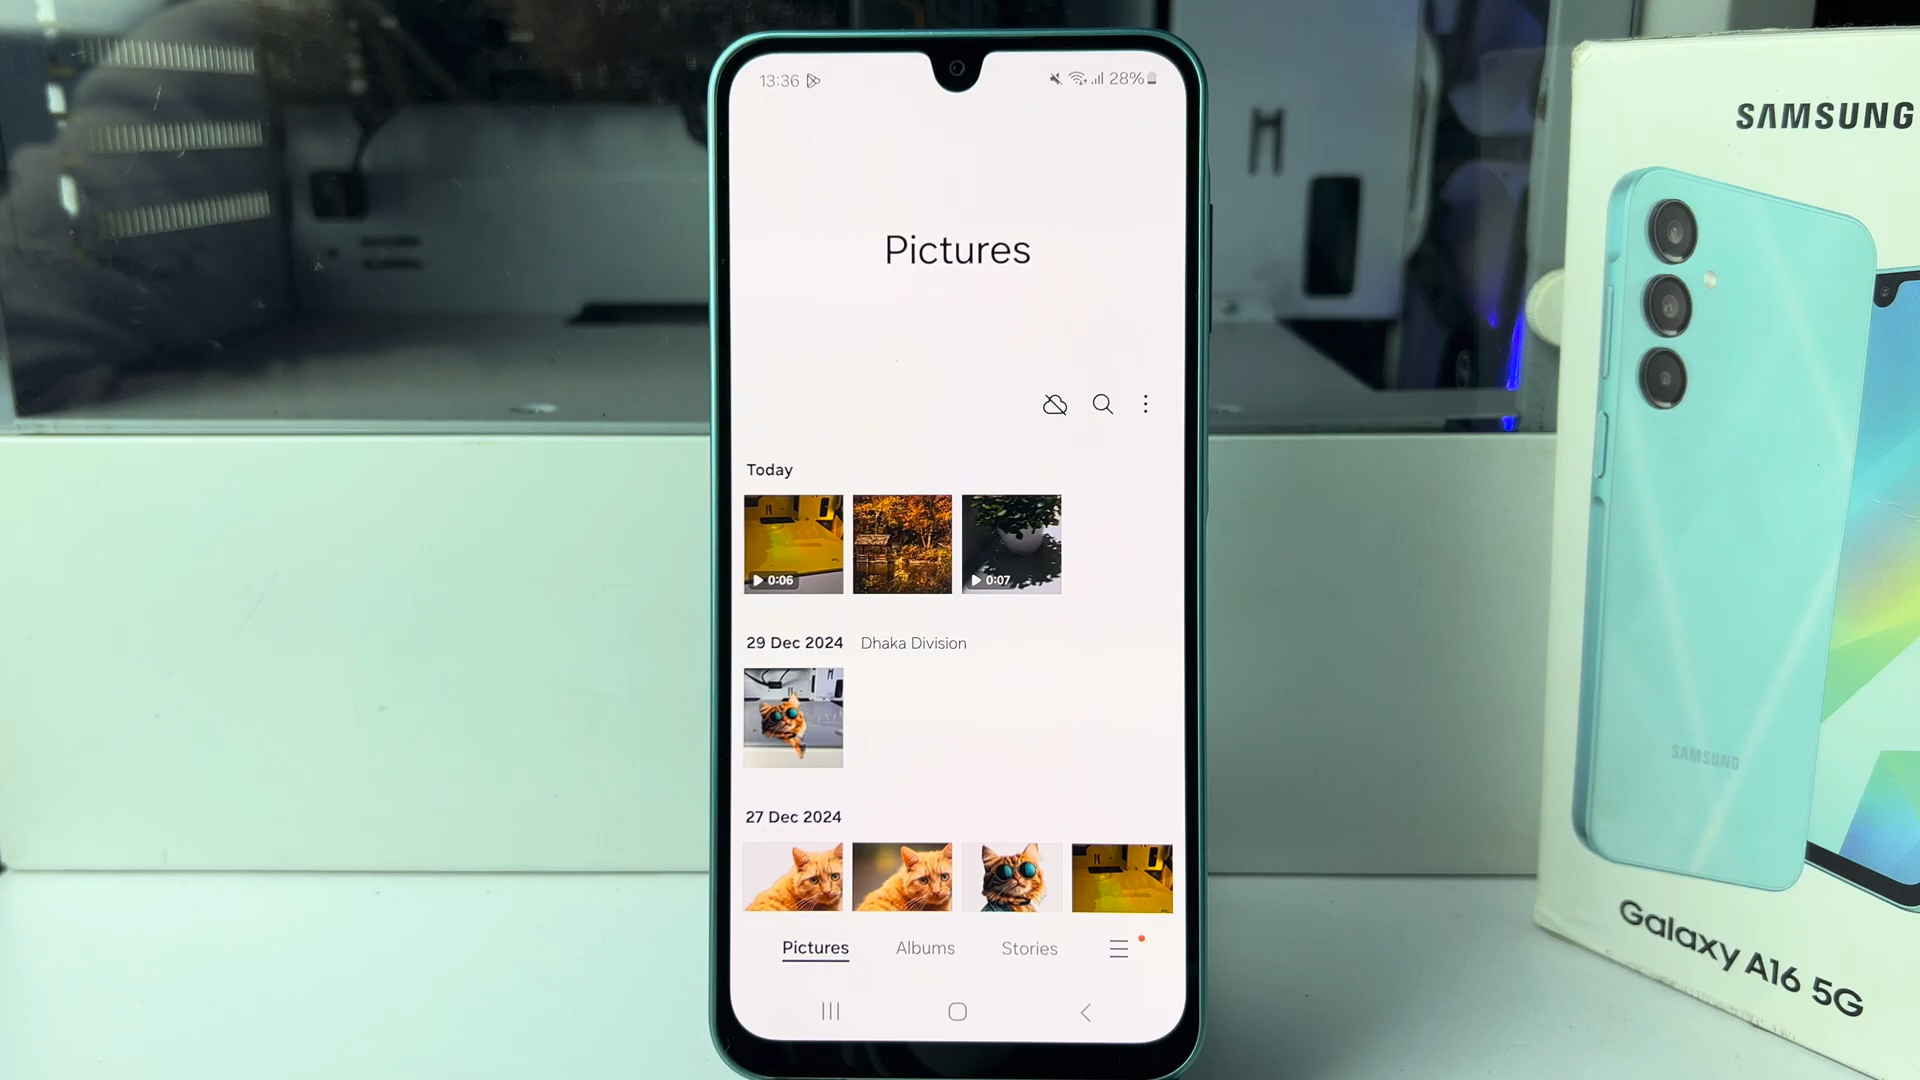 13:36
28%
SAMSUNG
Pictures
Today
0:06
0:07
29 Dec 2024 Dhaka Division
SAMSUNG
27 Dec 2024
Pictures Albums Stories
Galaxy A16 5G